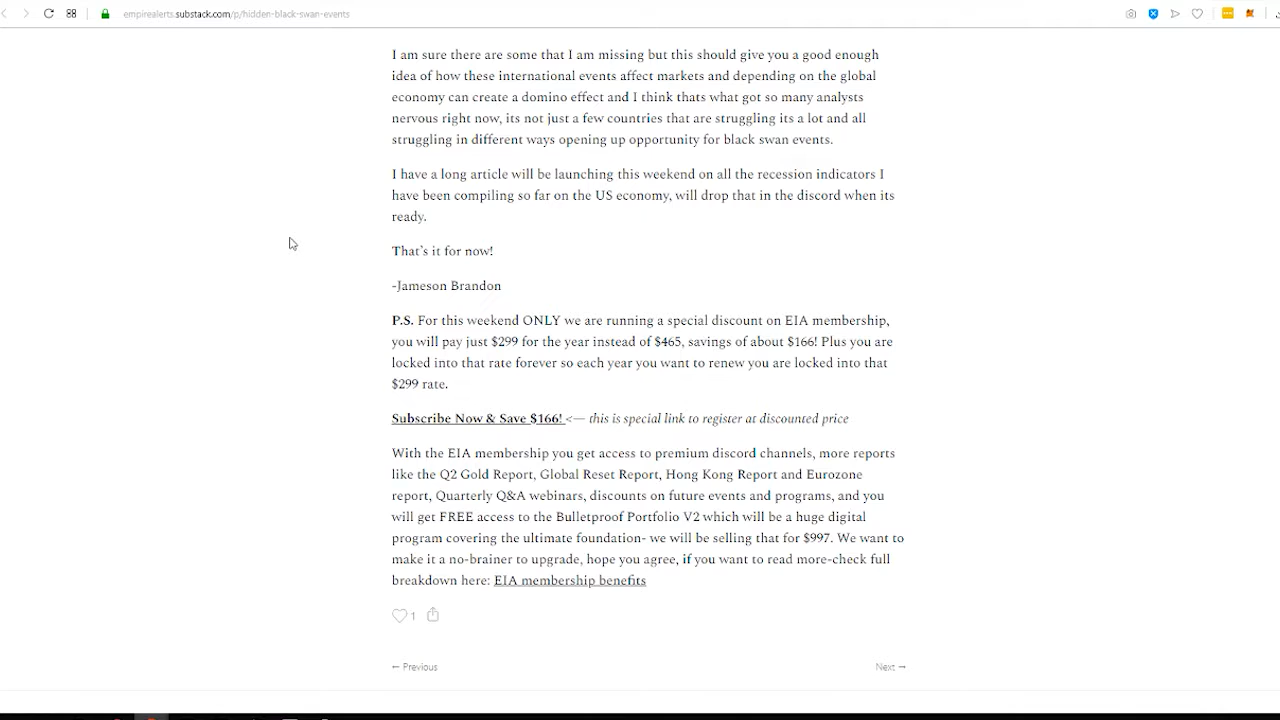 empirealerts.substack.com/p/hidden-black-swan-events
I am sure there are some that I am missing but this should give you a good enough
idea of how these international events affect markets and depending on the global
economy can create a domino effect and I think thats what got so many analysts
nervous right now, its not just a few countries that are struggling its a lot and all
struggling in different ways opening up opportunity for black swan events.
I have a long article will be launching this weekend on all the recession indicators I
have been compiling so far on the US economy, will drop that in the discord when its
ready.
That's it for now!
-Jameson Brandon
P.S. For this weekend ONLY we are running a special discount on EIA membership,
you will pay just $299 for the year instead of $465, savings of about $166! Plus you are
locked into that rate forever so each year you want to renew you are locked into that
$299 rate.
Subscribe Now & Save $166! <— this is special link to register at discounted price
With the EIA membership you get access to premium discord channels, more reports
like the Q2 Gold Report, Global Reset Report, Hong Kong Report and Eurozone
report, Quarterly Q&A webinars, discounts on future events and programs, and you
will get FREE access to the Bulletproof Portfolio V2 which will be a huge digital
program covering the ultimate foundation- we will be selling that for $997. We want to
make it a no-brainer to upgrade, hope you agree, if you want to read more-check full
breakdown here: EIA membership benefits
1
← Previous
Next →